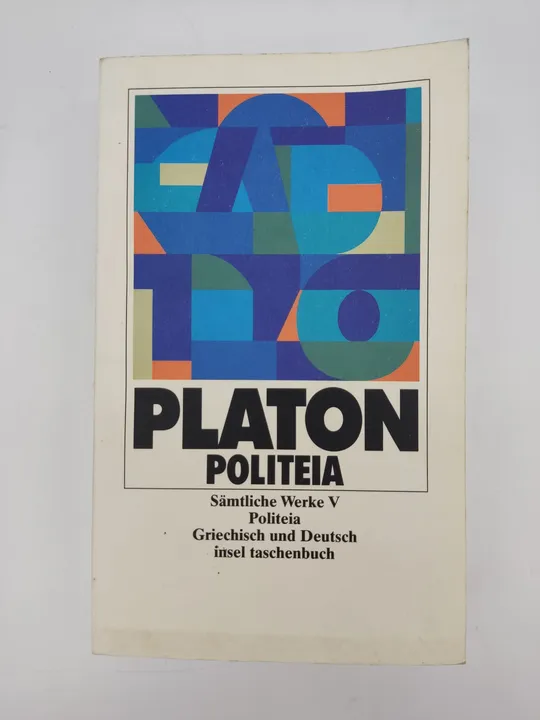 PLATON
POLITEIA
Sämtliche Werke V
Politeia
Griechisch und Deutsch
insel taschenbuch